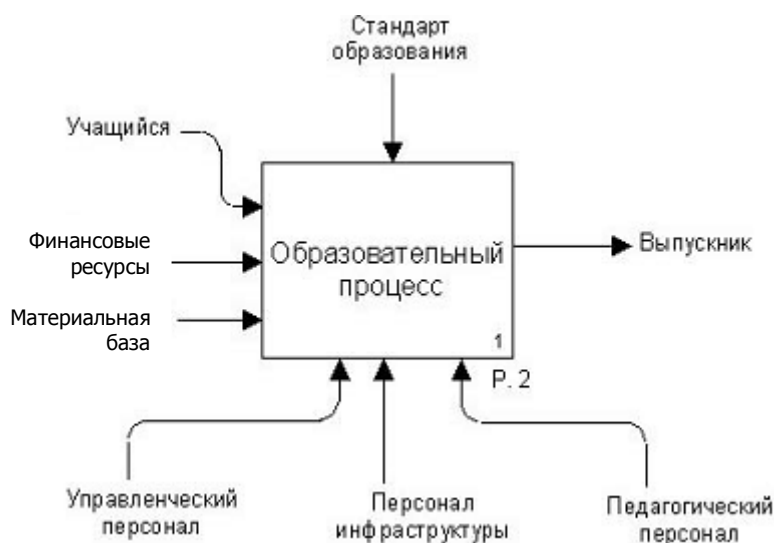 Стандарт
образования
Учащийся
Финансовые
ресурсы
Материальная
база
Образовательный
процесс
1
Р. 2
Выпускник
Управленческий
персонал
Персонал
инфраструктуры
Педагогический
персонал